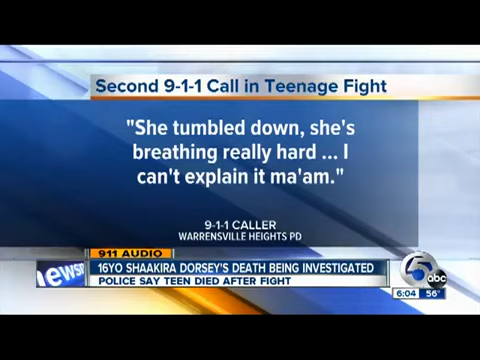 Second 9-1-1 Call in Teenage Fight
"She tumbled down, she's
breathing really hard ... I
can't explain it ma'am."
9-1-1 CALLER
WARRENSVILLE HEIGHTS PD
911 AUDIO
16YO SHAAKIRA DORSEY'S DEATH BEING INVESTIGATED
POLICE SAY TEEN DIED AFTER FIGHT
5
abc
6:04 56°